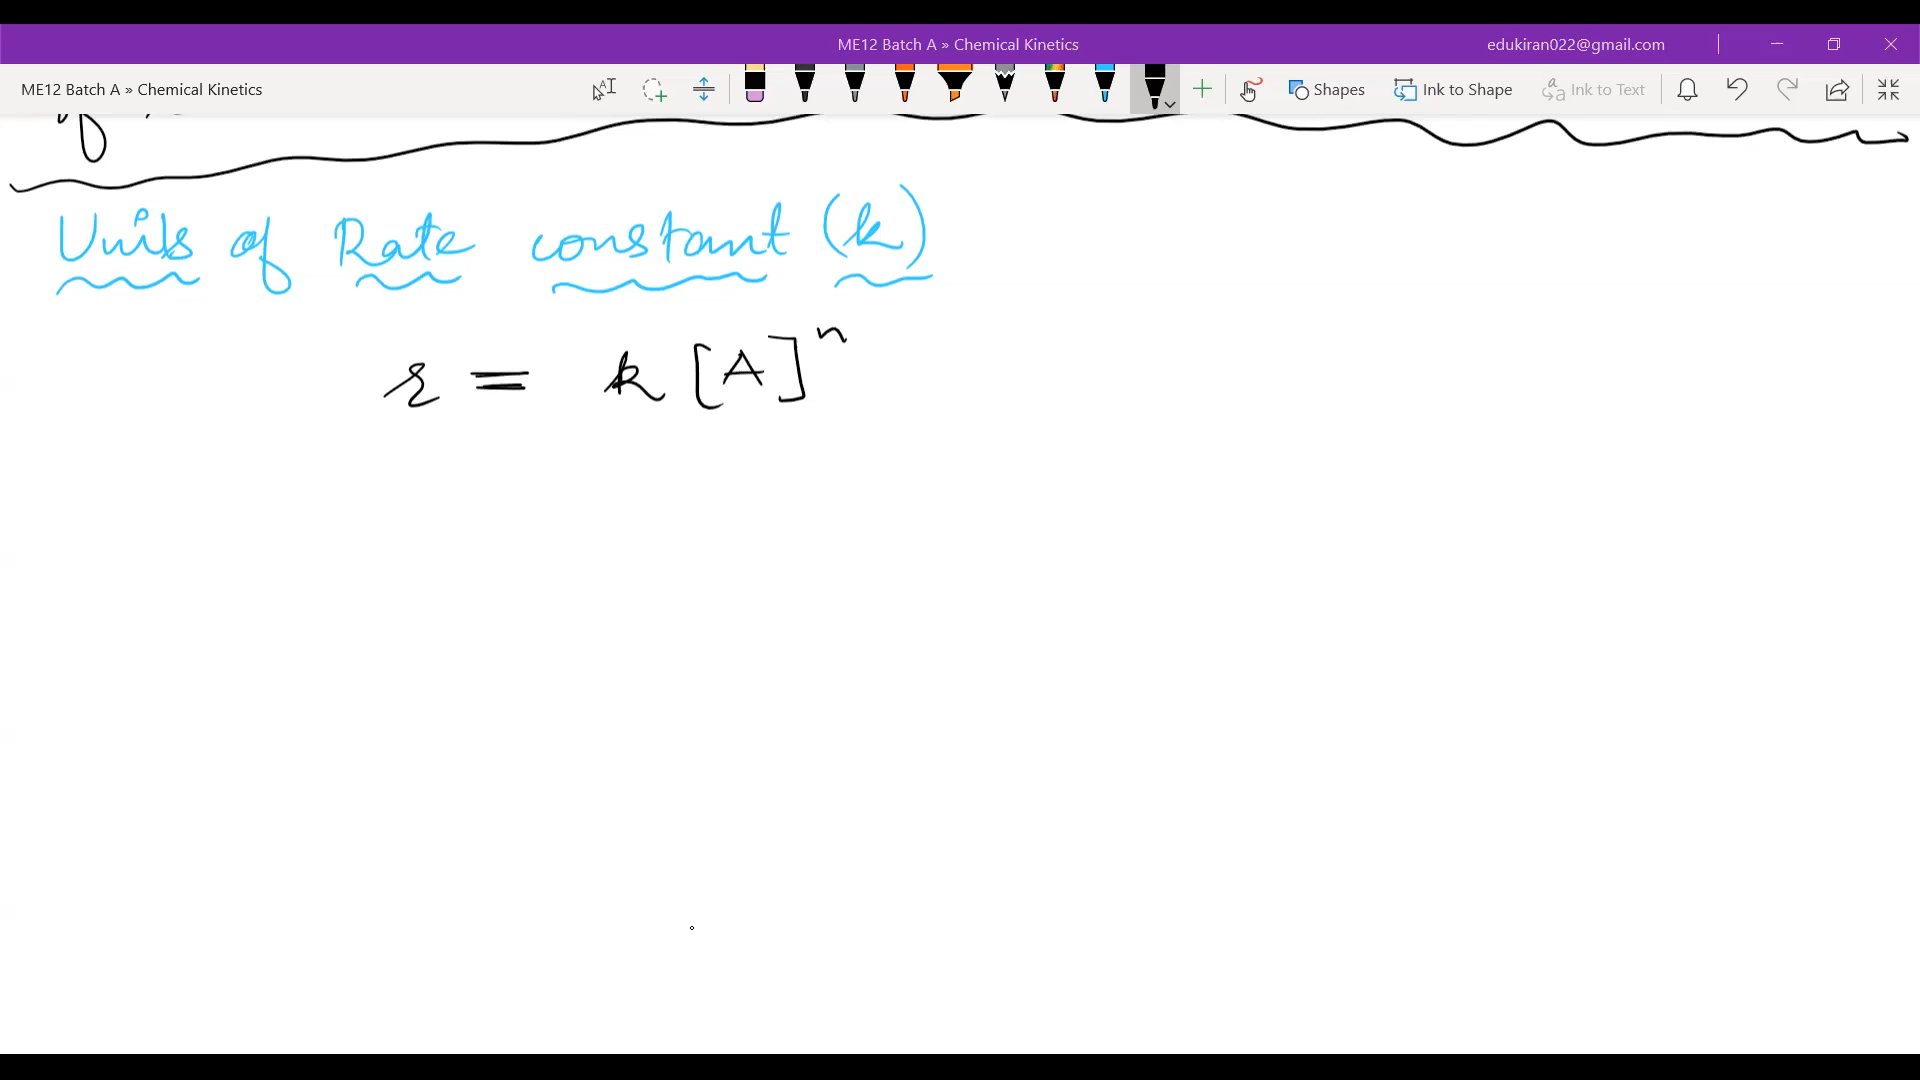 ME12 Batch A » Chemical Kinetics
edukiran022@gmail.com
ME12 Batch A » Chemical Kinetics
Shapes
Ink to Shape
Ink to Text
Units of Rate constant (k)
r = k [A]ⁿ